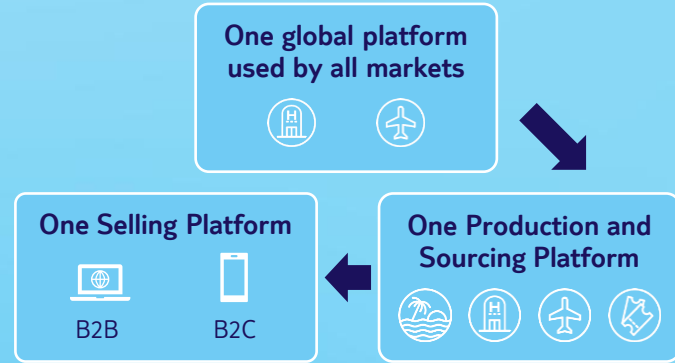 One global platform
used by all markets
H
One Selling Platform
B2B
B2C
One Production and
Sourcing Platform
H